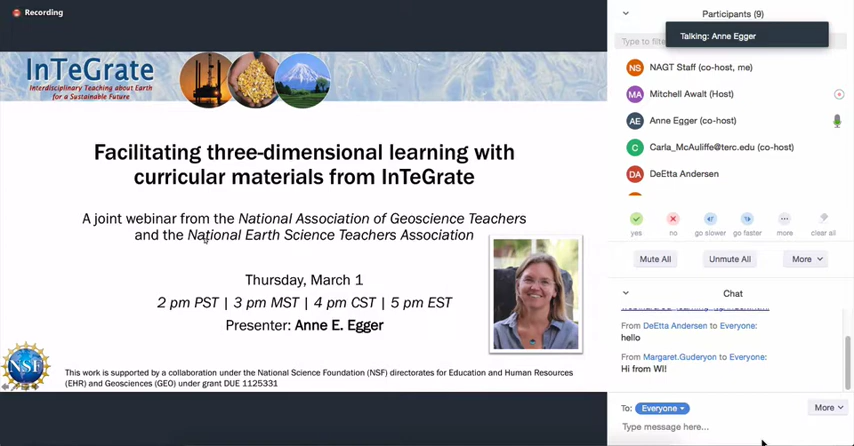 Recording
InTeGrate
Interdisciplinary Teaching about Earth
for a Sustainable Future
Facilitating three-dimensional learning with
curricular materials from InTeGrate
A joint webinar from the National Association of Geoscience Teachers
and the National Earth Science Teachers Association
Thursday, March 1
2 pm PST | 3 pm MST | 4 pm CST | 5 pm EST
Presenter: Anne E. Egger
NSF
This work is supported by a collaboration under the National Science Foundation (NSF) directorates for Education and Human Resources
(EHR) and Geosciences (GEO) under grant DUE 1125331
Participants (9)
Talking: Anne Egger
Type to filte
NS NAGT Staff (co-host, me)
MA Mitchell Awalt (Host)
AE Anne Egger (co-host)
C Carla_McAuliffe@terc.edu (co-host)
DA DeEtta Andersen
yes no go slower go faster more clear all
Mute All Unmute All More
Chat
From DeEtta Andersen to Everyone:
hello
From Margaret.Guderyon to Everyone:
Hi from WI!
To: Everyone More
Type message here...